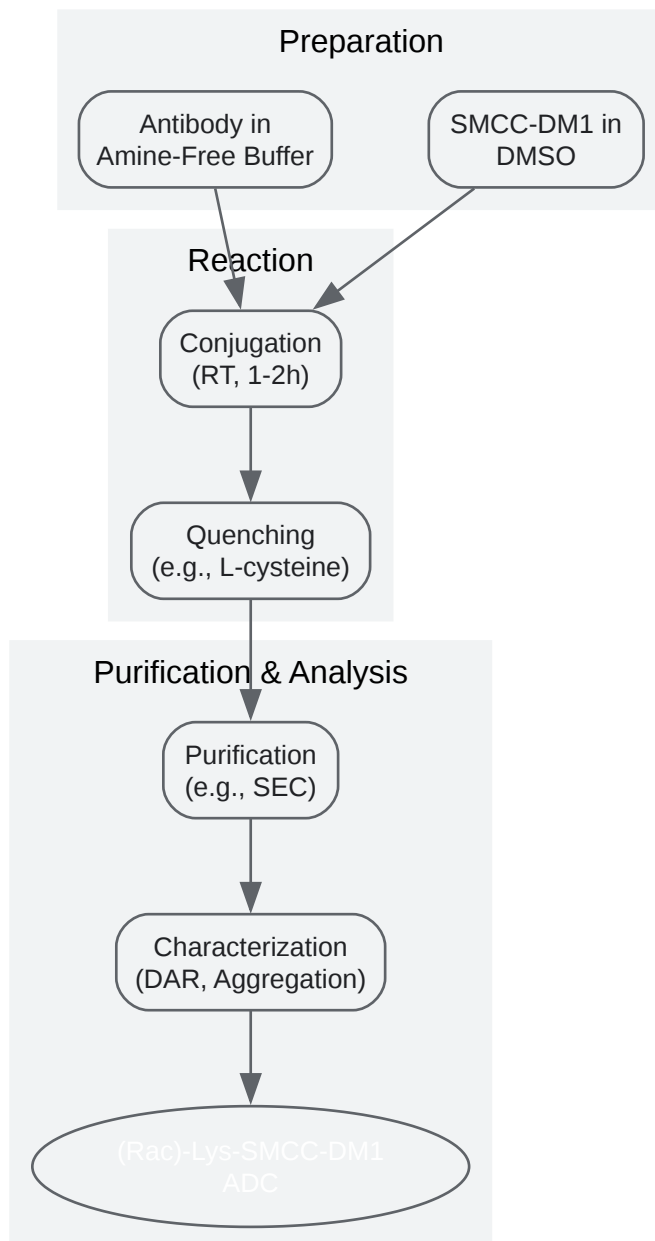 Preparation
Antibody in
Amine-Free Buffer
SMCC-DM1 in
DMSO
Reaction
Conjugation
(RT, 1-2h)
Quenching
(e.g., L-cysteine)
Purification & Analysis
Purification
(e.g., SEC)
Characterization
(DAR, Aggregation)
(Rac)-Lys-SMCC-DM1
ADC